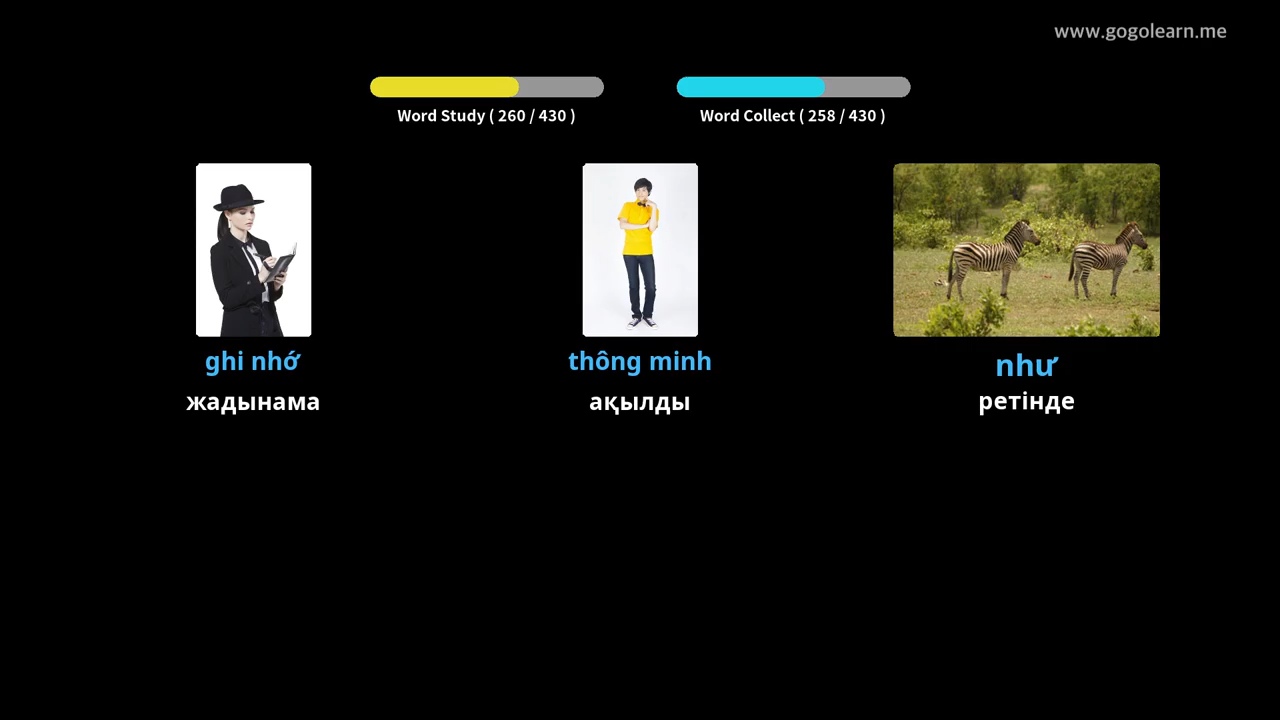 www.gogolearn.me
Word Study ( 260 / 430 )
Word Collect ( 258 / 430 )
ghi nhớ
жадынама
thông minh
ақылды
như
ретінде